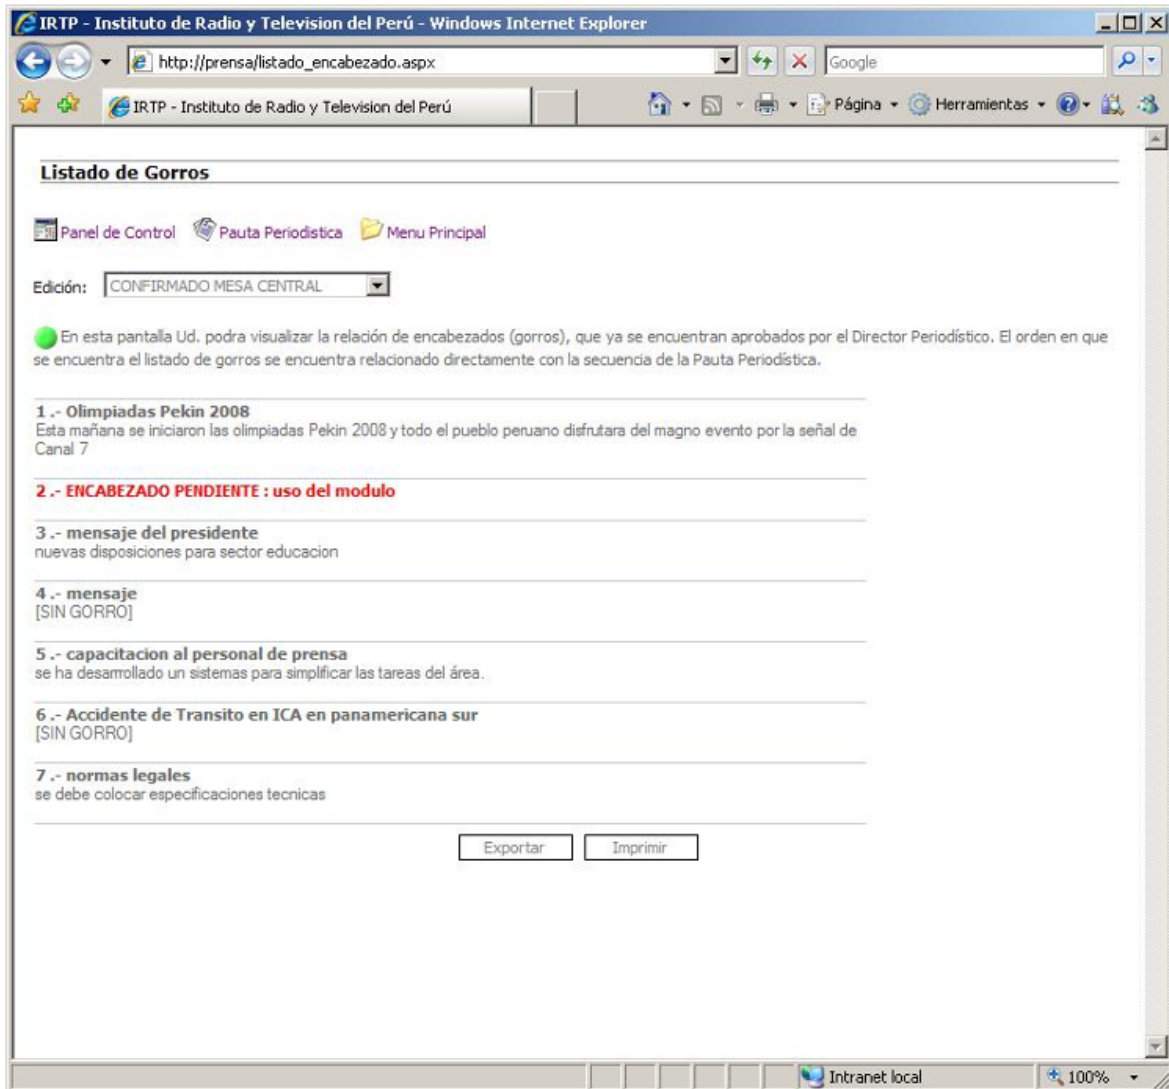 IRTP - Instituto de Radio y Television del Perú - Windows Internet Explorer
http://prensa/listado_encabezado.aspx
Google
IRTP - Instituto de Radio y Television del Perú
Página
Herramientas
Listado de Gorros
Panel de Control Pauta Periodistica Menu Principal
Edición: CONFIRMADO MESA CENTRAL
En esta pantalla Ud. podra visualizar la relación de encabezados (gorros), que ya se encuentran aprobados por el Director Periodístico. El orden en que
se encuentra el listado de gorros se encuentra relacionado directamente con la secuencia de la Pauta Periodística.
1 .- Olimpiadas Pekin 2008
Esta mañana se iniciaron las olimpiadas Pekin 2008 y todo el pueblo peruano disfrutara del magno evento por la señal de
Canal 7
2 .- ENCABEZADO PENDIENTE : uso del modulo
3 .- mensaje del presidente
nuevas disposiciones para sector educacion
4 .- mensaje
[SIN GORRO]
5 .- capacitacion al personal de prensa
se ha desarrollado un sistemas para simplificar las tareas del área.
6 .- Accidente de Transito en ICA en panamericana sur
[SIN GORRO]
7 .- normas legales
se debe colocar especificaciones tecnicas
Exportar Imprimir
Intranet local 100%